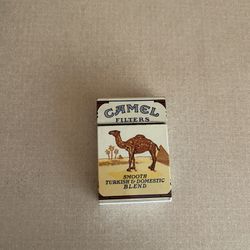 CAMEL
FILTERS
SMOOTH
TURKISH & DOMESTIC
BLEND